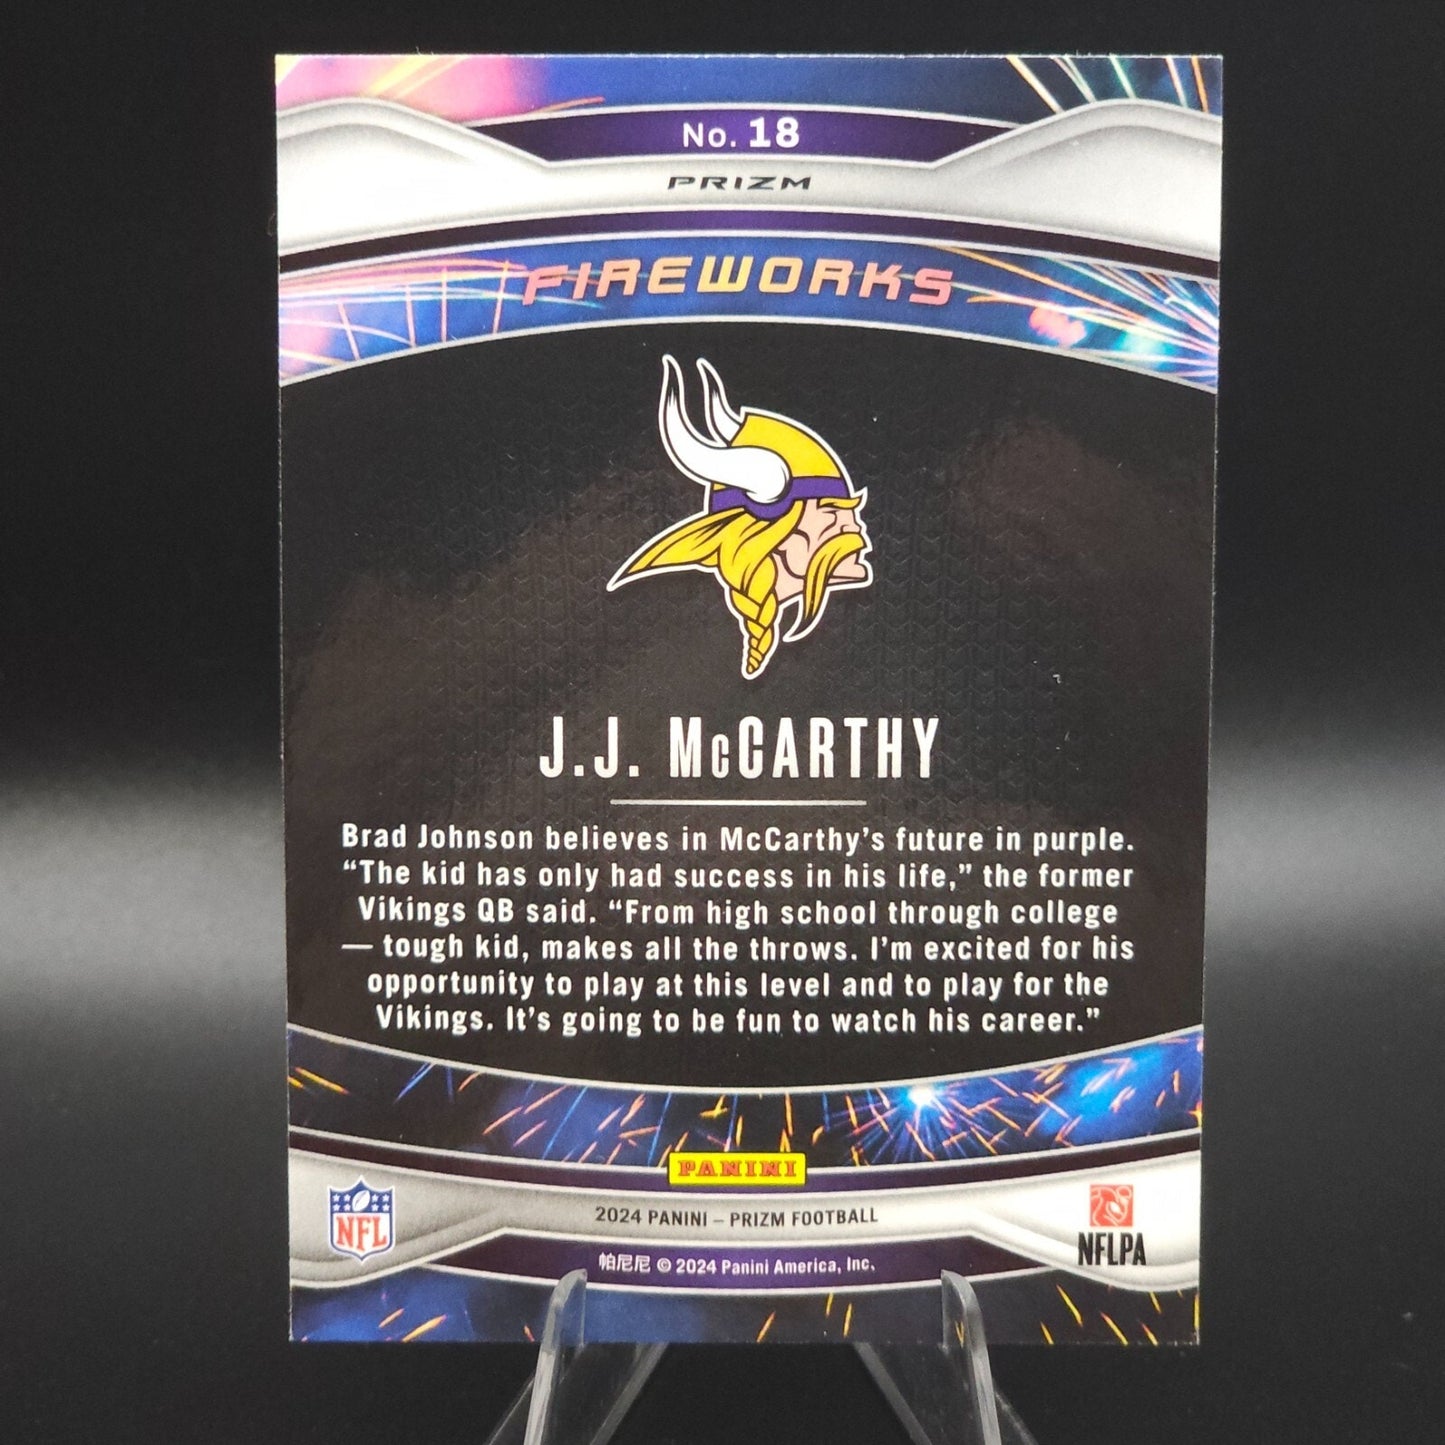 No. 18
PRIZM
FIREWORKS
J.J. McCARTHY
Brad Johnson believes in McCarthy’s future in purple.
“The kid has only had success in his life,” the former
Vikings QB said. “From high school through college
— tough kid, makes all the throws. I’m excited for his
opportunity to play at this level and to play for the
Vikings. It’s going to be fun to watch his career.”
PANINI
2024 PANINI – PRIZM FOOTBALL
NFL
NFLPA
帕尼尼 © 2024 Panini America, Inc.